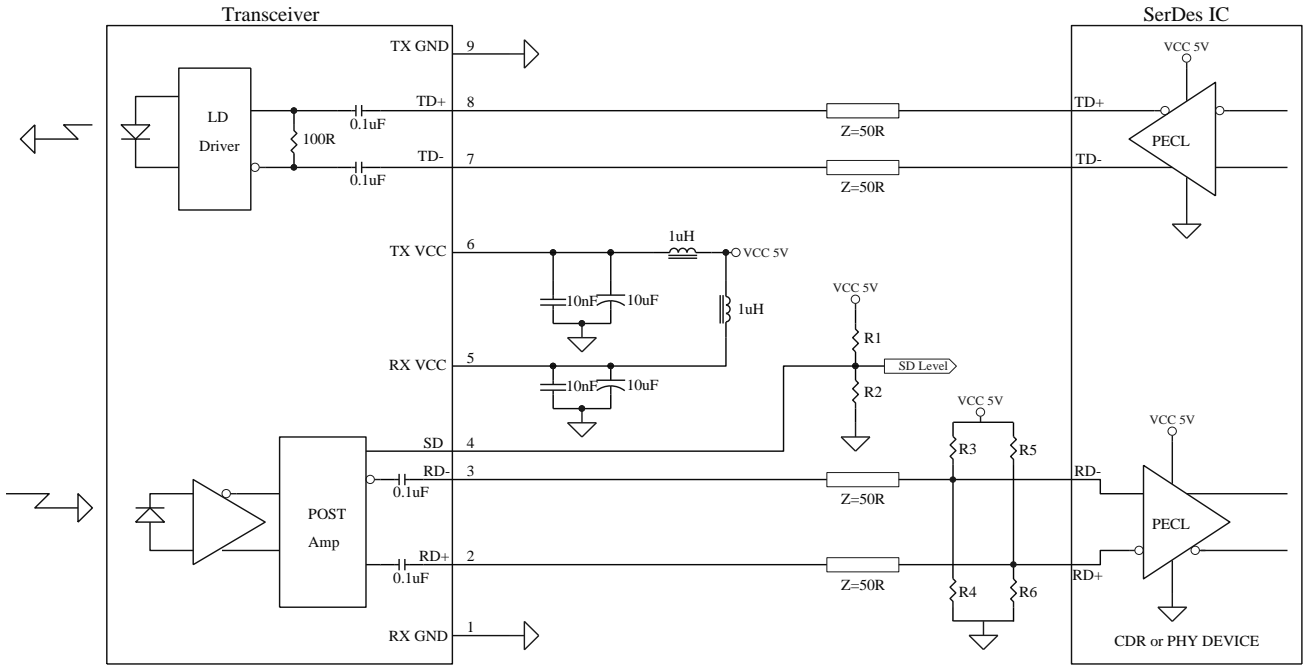 Transceiver
SerDes IC
TX GND 9
VCC 5V
LD
Driver
100R
0.1uF
TD+ 8
Z=50R
TD+
PECL
0.1uF
TD- 7
Z=50R
TD-
TX VCC 6
1uH
VCC 5V
10nF
10uF
1uH
VCC 5V
R1
SD Level
R2
RX VCC 5
10nF
10uF
VCC 5V
R3
R5
VCC 5V
SD 4
RD- 3
0.1uF
Z=50R
RD-
POST
Amp
PECL
RD+ 2
0.1uF
Z=50R
RD+
R4
R6
RX GND 1
CDR or PHY DEVICE